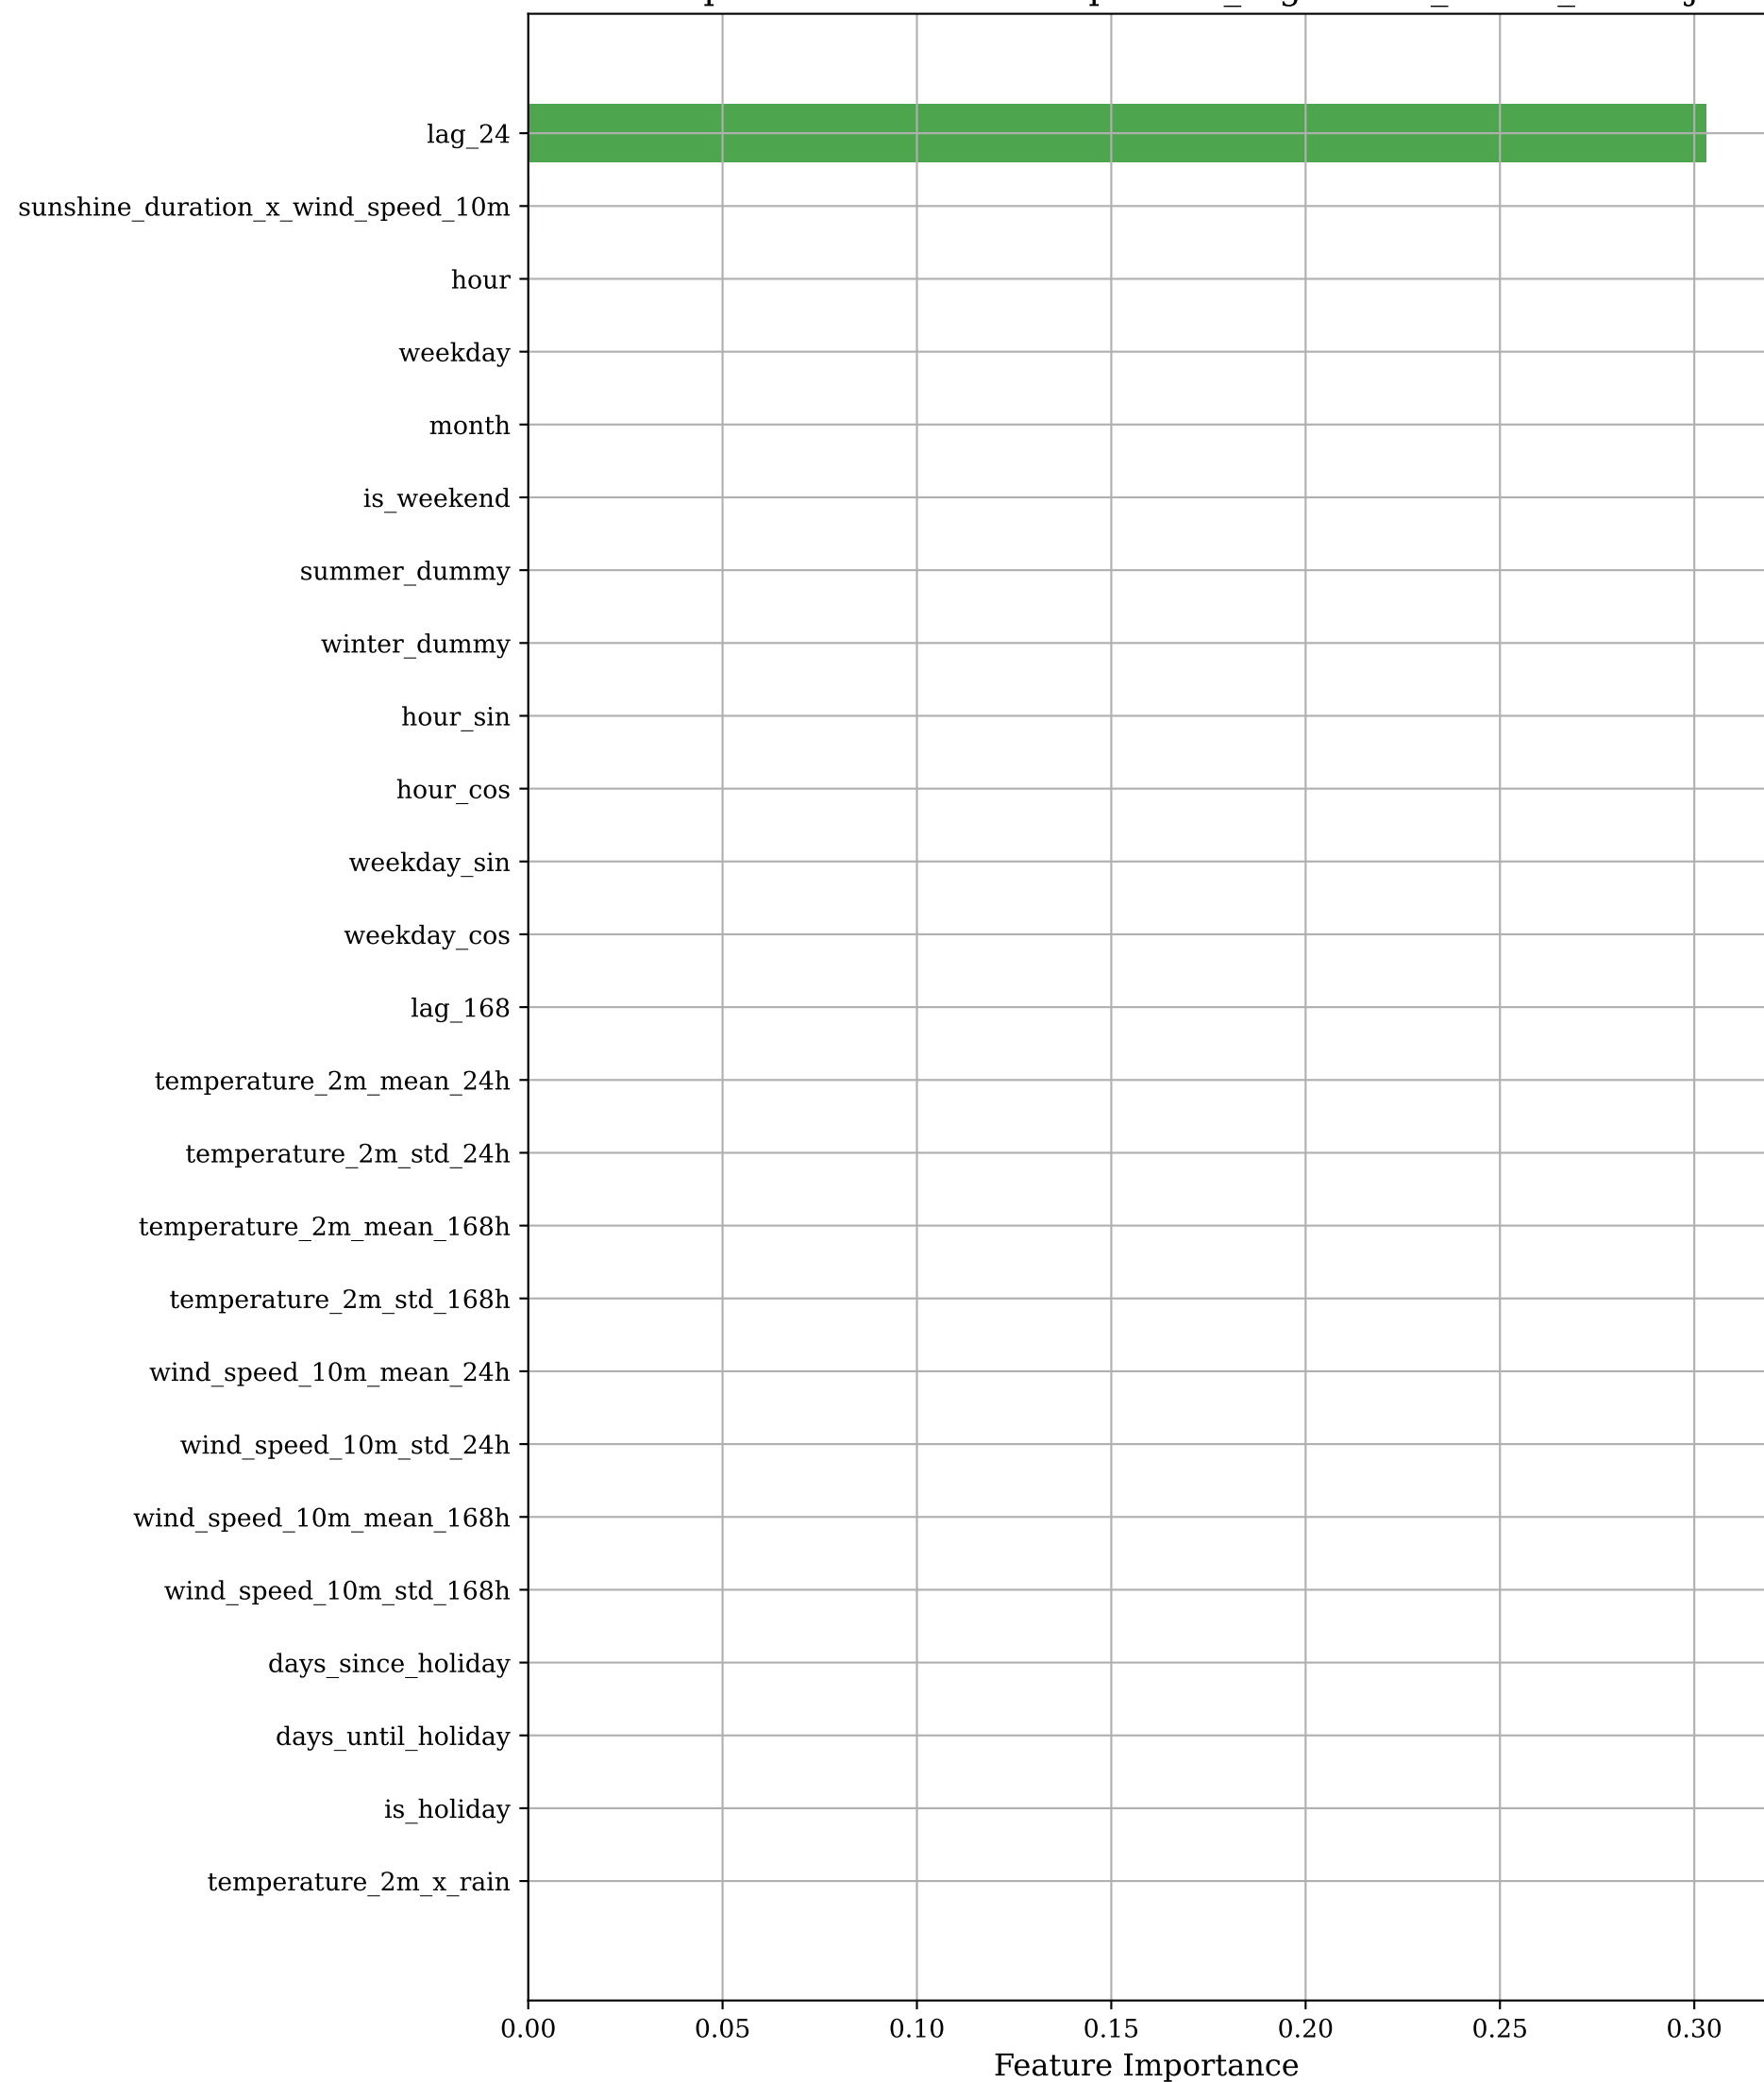 lag_24
sunshine_duration_x_wind_speed_10m
hour
weekday
month
is_weekend
summer_dummy
winter_dummy
hour_sin
hour_cos
weekday_sin
weekday_cos
lag_168
temperature_2m_mean_24h
temperature_2m_std_24h
temperature_2m_mean_168h
temperature_2m_std_168h
wind_speed_10m_mean_24h
wind_speed_10m_std_24h
wind_speed_10m_mean_168h
wind_speed_10m_std_168h
days_since_holiday
days_until_holiday
is_holiday
temperature_2m_x_rain
0.00 0.05 0.10 0.15 0.20 0.25 0.30
Feature Importance